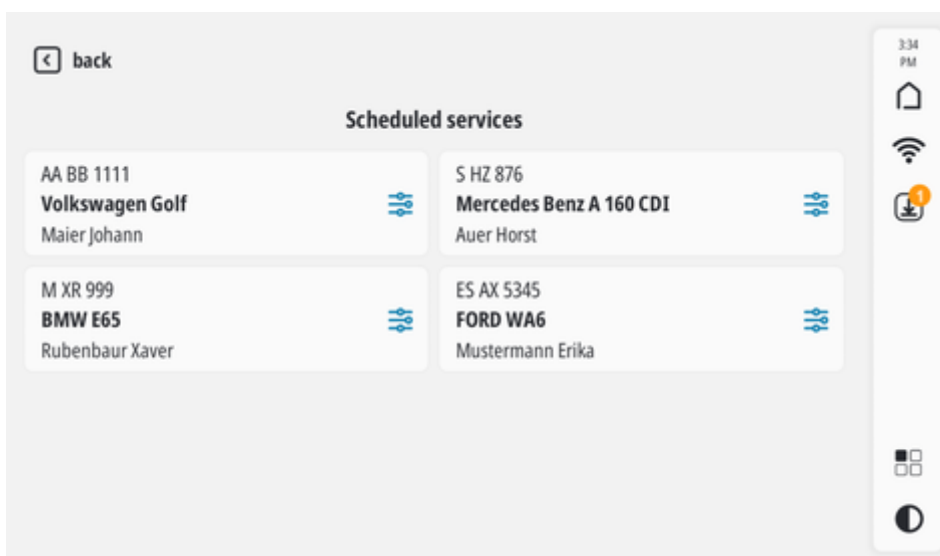 back
3:34
PM
Scheduled services
AA BB 1111
Volkswagen Golf
Maier Johann
S HZ 876
Mercedes Benz A 160 CDI
Auer Horst
1
M XR 999
BMW E65
Rubenbaur Xaver
ES AX 5345
FORD WA6
Mustermann Erika